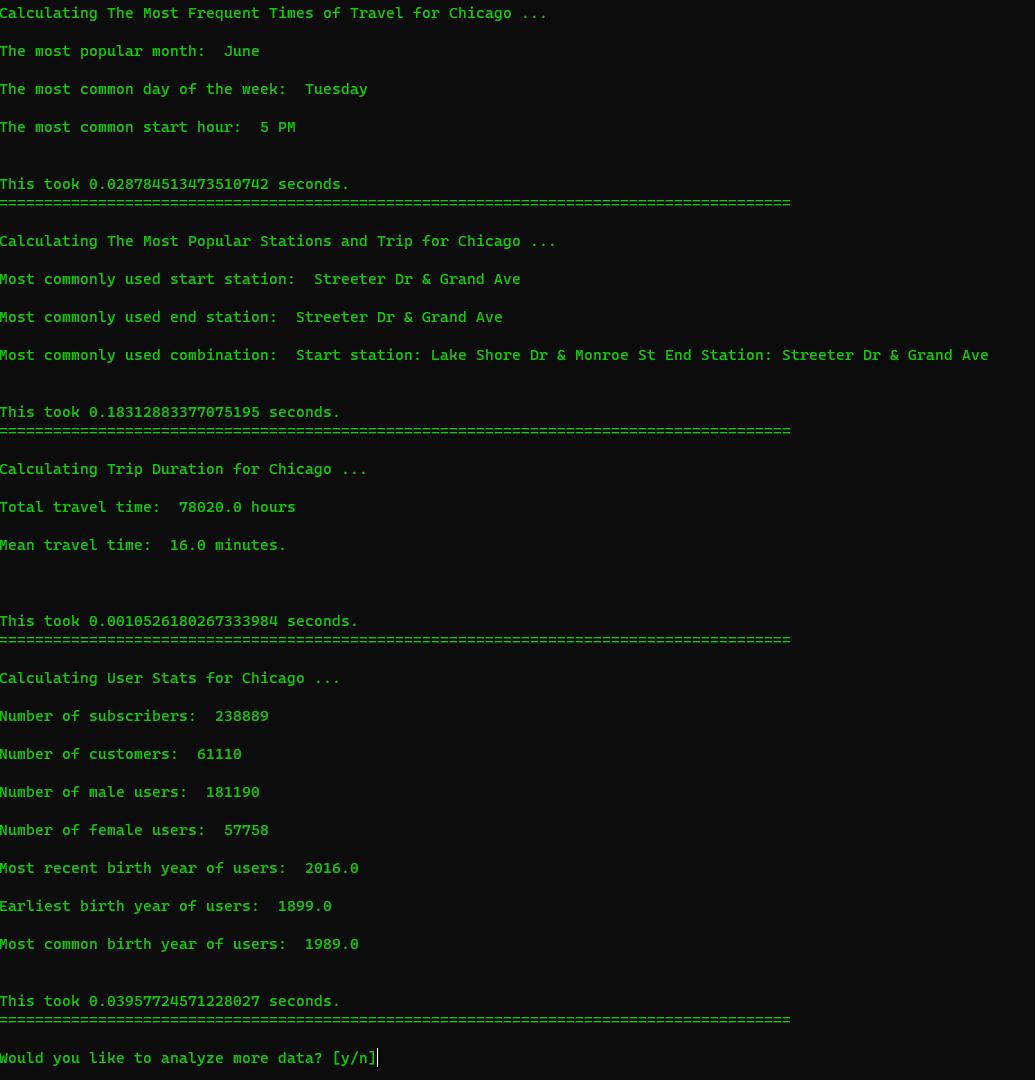 Calculating The Most Frequent Times of Travel for Chicago ...
The most popular month:  June
The most common day of the week:  Tuesday
The most common start hour:  5 PM
This took 0.028784513473510742 seconds.
========================================================================================
Calculating The Most Popular Stations and Trip for Chicago ...
Most commonly used start station:  Streeter Dr & Grand Ave
Most commonly used end station:  Streeter Dr & Grand Ave
Most commonly used combination:  Start station: Lake Shore Dr & Monroe St End Station: Streeter Dr & Grand Ave
This took 0.18312883377075195 seconds.
========================================================================================
Calculating Trip Duration for Chicago ...
Total travel time:  78020.0 hours
Mean travel time:  16.0 minutes.
This took 0.0010526180267333984 seconds.
========================================================================================
Calculating User Stats for Chicago ...
Number of subscribers:  238889
Number of customers:  61110
Number of male users:  181190
Number of female users:  57758
Most recent birth year of users:  2016.0
Earliest birth year of users:  1899.0
Most common birth year of users:  1989.0
This took 0.03957724571228027 seconds.
========================================================================================
Would you like to analyze more data? [y/n]